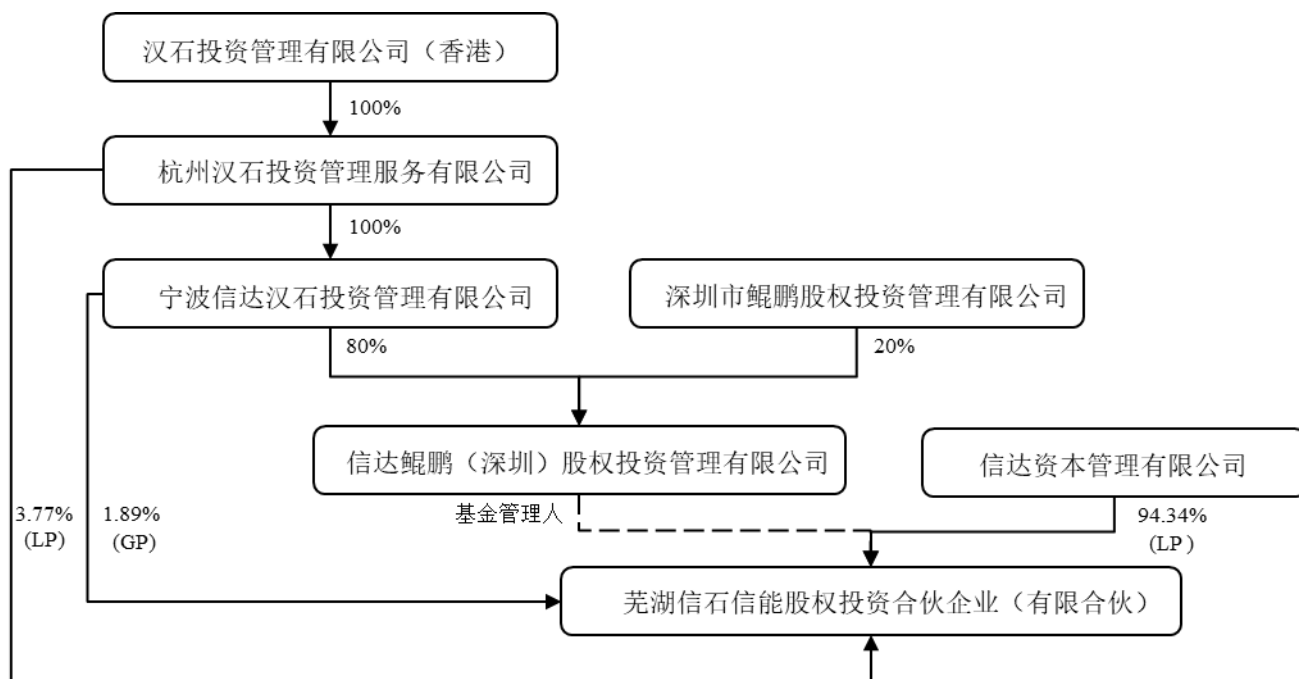 汉石投资管理有限公司（香港）
100%
杭州汉石投资管理服务有限公司
100%
宁波信达汉石投资管理有限公司
深圳市鲲鹏股权投资管理有限公司
80%
20%
信达鲲鹏（深圳）股权投资管理有限公司
信达资本管理有限公司
3.77%
(LP)
1.89%
(GP)
基金管理人
94.34%
(LP )
芜湖信石信能股权投资合伙企业（有限合伙）